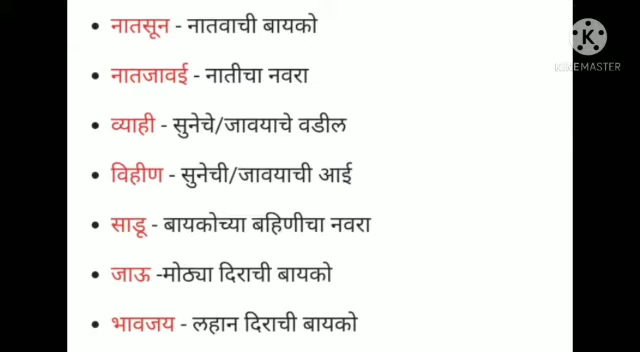 • नातसून - नातवाची बायको
• नातजावई - नातीचा नवरा
• व्याही - सुनेचे/जावयाचे वडील
• विहीण - सुनेची/जावयाची आई
• साडू - बायकोच्या बहिणीचा नवरा
• जाऊ -मोठ्या दिराची बायको
• भावजय - लहान दिराची बायको
K
KINEMASTER